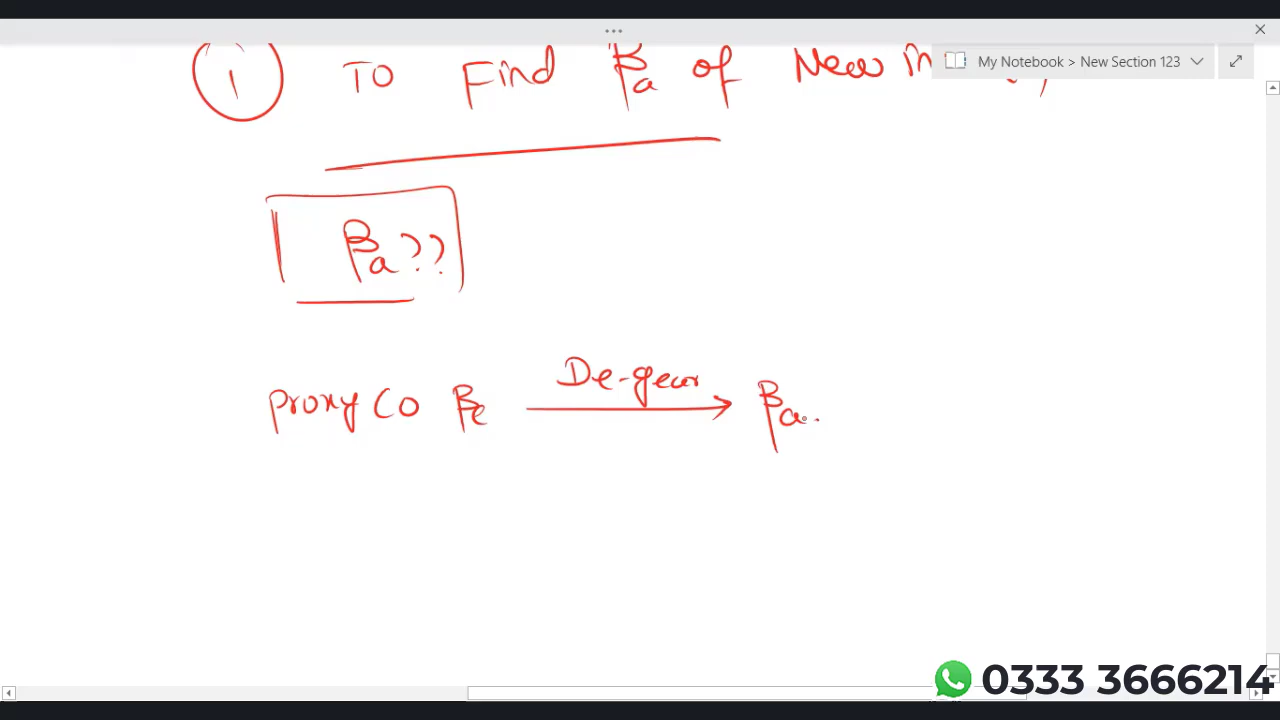 My Notebook > New Section 123
1 To Find βa of New in
βa??
De-gear
Proxy Co βe → βa.
0333 3666214